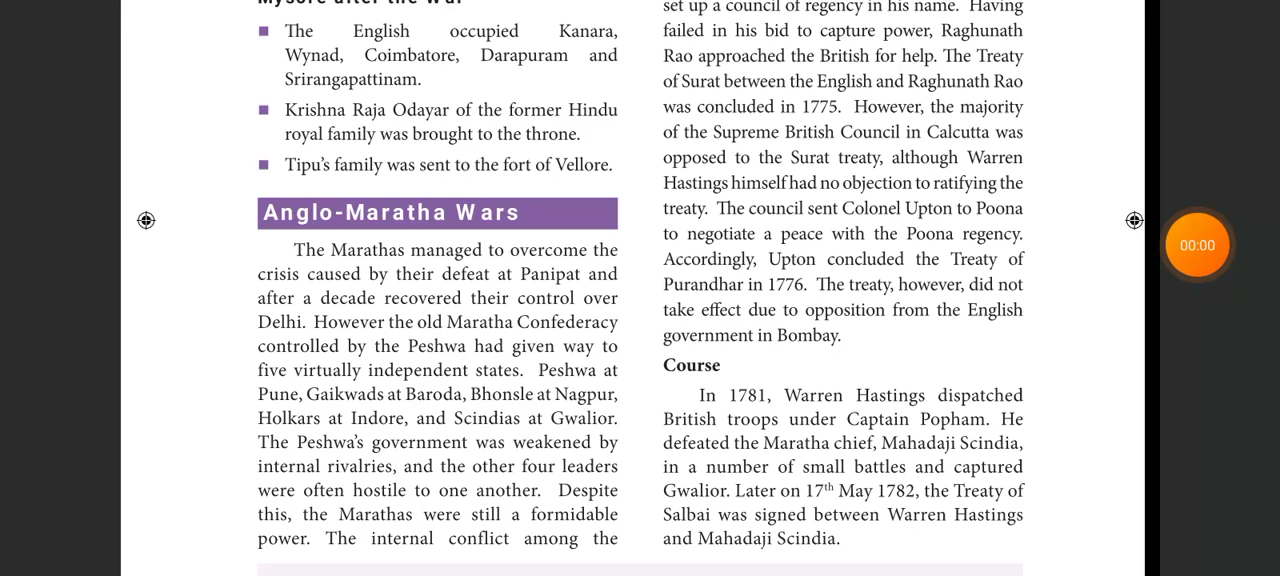 Mysore after the War
The English occupied Kanara,
Wynad, Coimbatore, Darapuram and
Srirangapattinam.
Krishna Raja Odayar of the former Hindu
royal family was brought to the throne.
Tipu’s family was sent to the fort of Vellore.
Anglo-Maratha Wars
The Marathas managed to overcome the
crisis caused by their defeat at Panipat and
after a decade recovered their control over
Delhi. However the old Maratha Confederacy
controlled by the Peshwa had given way to
five virtually independent states. Peshwa at
Pune, Gaikwads at Baroda, Bhonsle at Nagpur,
Holkars at Indore, and Scindias at Gwalior.
The Peshwa’s government was weakened by
internal rivalries, and the other four leaders
were often hostile to one another. Despite
this, the Marathas were still a formidable
power. The internal conflict among the
set up a council of regency in his name. Having
failed in his bid to capture power, Raghunath
Rao approached the British for help. The Treaty
of Surat between the English and Raghunath Rao
was concluded in 1775. However, the majority
of the Supreme British Council in Calcutta was
opposed to the Surat treaty, although Warren
Hastings himself had no objection to ratifying the
treaty. The council sent Colonel Upton to Poona
to negotiate a peace with the Poona regency.
Accordingly, Upton concluded the Treaty of
Purandhar in 1776. The treaty, however, did not
take effect due to opposition from the English
government in Bombay.
Course
In 1781, Warren Hastings dispatched
British troops under Captain Popham. He
defeated the Maratha chief, Mahadaji Scindia,
in a number of small battles and captured
Gwalior. Later on 17th May 1782, the Treaty of
Salbai was signed between Warren Hastings
and Mahadaji Scindia.
00:00